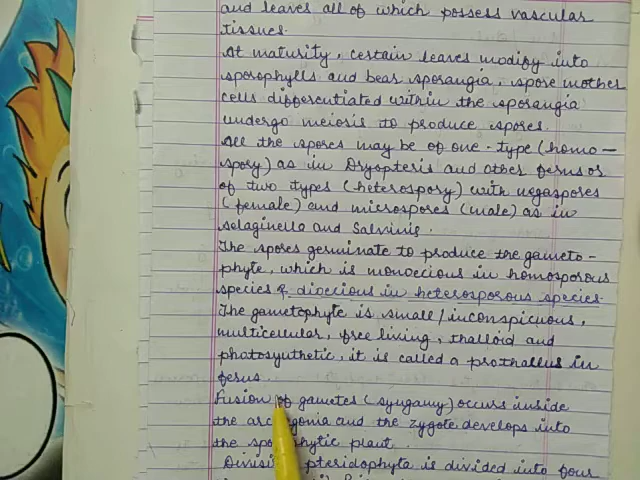 and leaves all of which possess vascular
tissues.
At maturity, certain leaves modify into
sporophylls and bear sporangia, spore mother
cells differentiated within the sporangia
undergo meiosis to produce spores.
All the spores may be of one-type (homo-
spory) as in Dryopteris and other ferns or
of two types (heterospory) with megaspores
(female) and microspores (male) as in
selaginella and Salvinia.
The spores germinate to produce the gameto-
phyte, which is monoecious in homosporous
species & dioecious in heterosporous species.
The gametophyte is small/inconspicuous,
multicellular, free living, thalloid and
photosynthetic, it is called a prothallus in
ferns.
Fusion of gametes (syngamy) occurs inside
the and the zygote develops into
the plant.
pteridophyta is divided into four